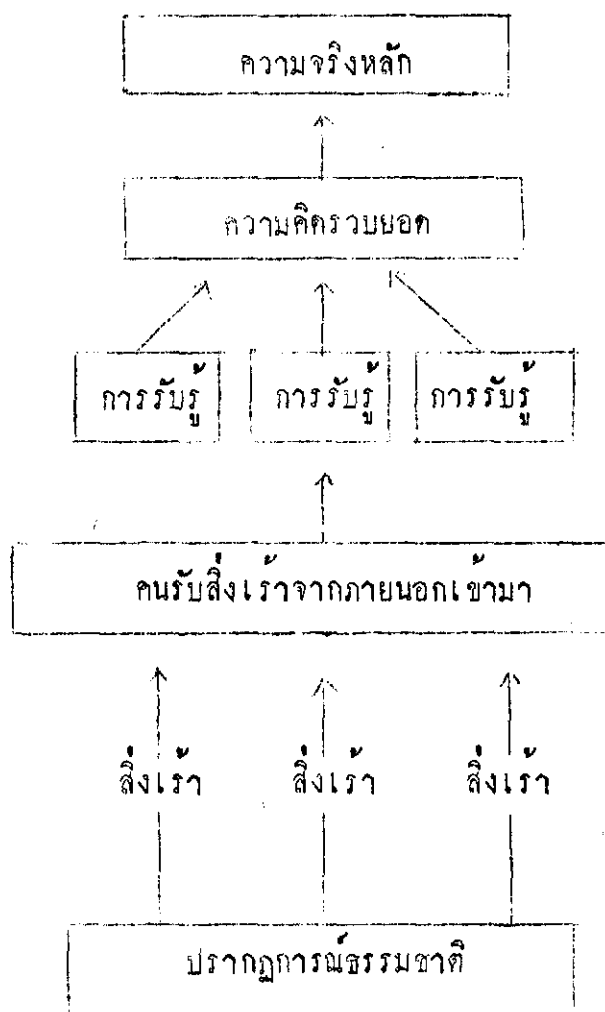 ความจริงหลัก
ความคิดรวบยอด
การรับรู้ การรับรู้ การรับรู้
คนรับสิ่งเร้าจากภายนอกเข้ามา
สิ่งเร้า สิ่งเร้า สิ่งเร้า
ปรากฏการณ์ธรรมชาติ